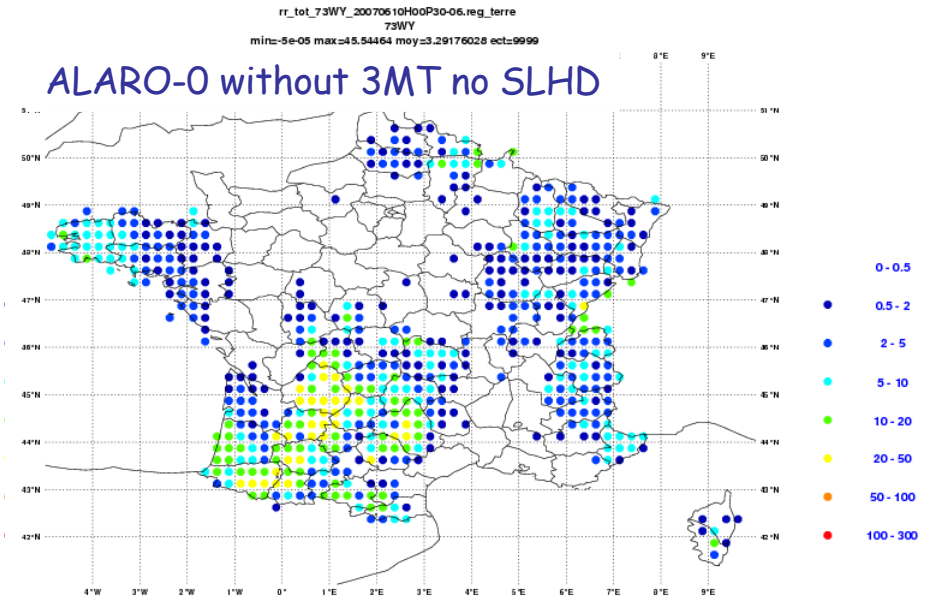 rr_tot_73WY_20070610H00P30-06.reg_terre
73WY
min=-5e-05 max=45.54464 moy=3.29176028 ect=9999
8°E 9°E
ALARO-0 without 3MT no SLHD
51°N
50°N 50°N
49°N 49°N
48°N 48°N
47°N 47°N
46°N 46°N
45°N 45°N
44°N 44°N
43°N 43°N
42°N 42°N
4°W 3°W 2°W 1°W 0° 1°E 2°E 3°E 4°E 5°E 6°E 7°E 8°E 9°E
0 - 0.5
0.5 - 2
2 - 5
5 - 10
10 - 20
20 - 50
50 - 100
100 - 300